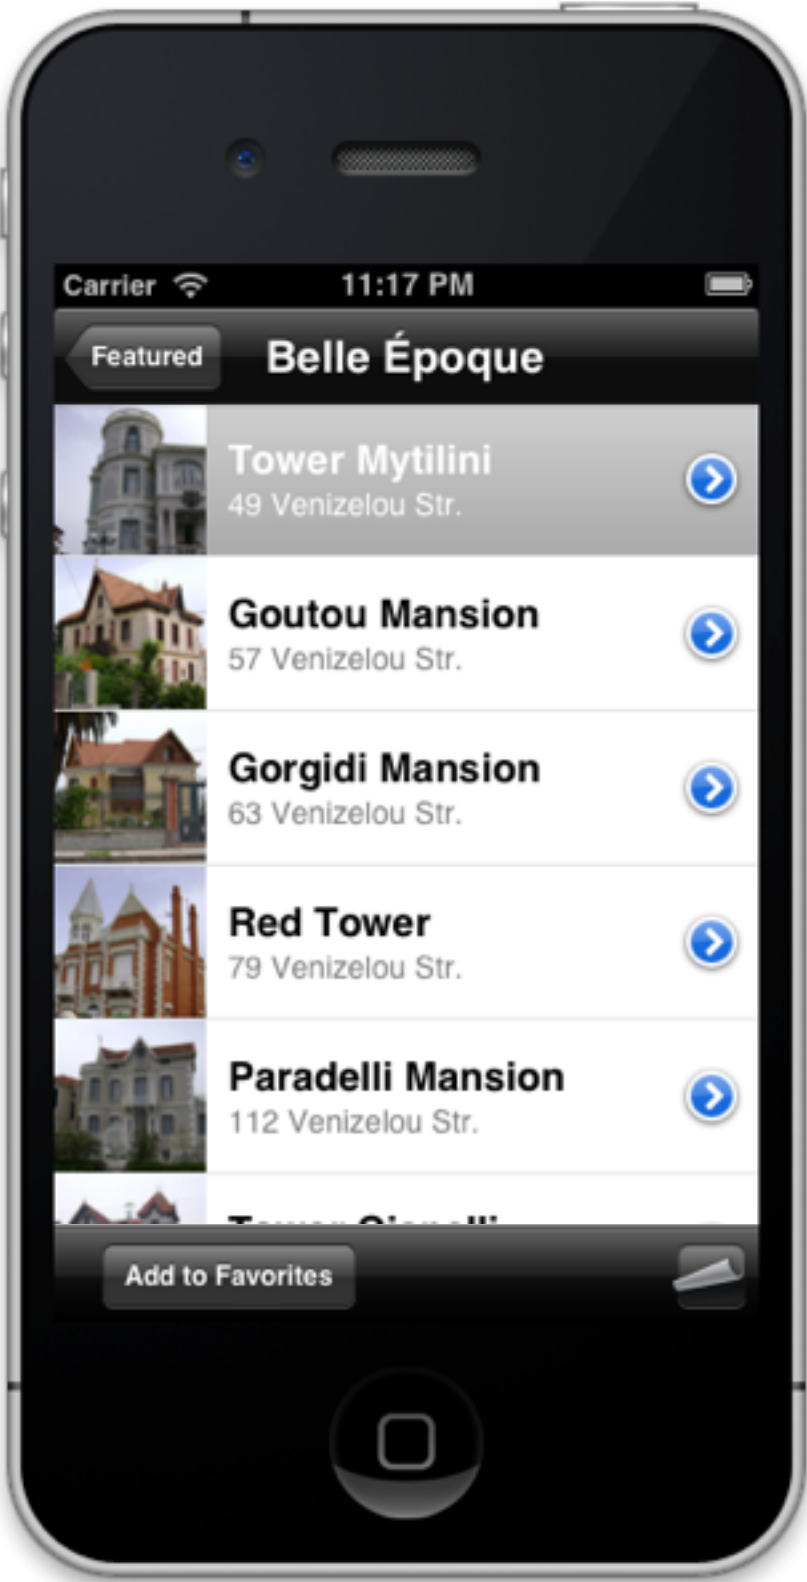 Carrier 11:17 PM
Featured Belle Époque
Tower Mytilini
49 Venizelou Str.
Goutou Mansion
57 Venizelou Str.
Gorgidi Mansion
63 Venizelou Str.
Red Tower
79 Venizelou Str.
Paradelli Mansion
112 Venizelou Str.
Tower
Add to Favorites